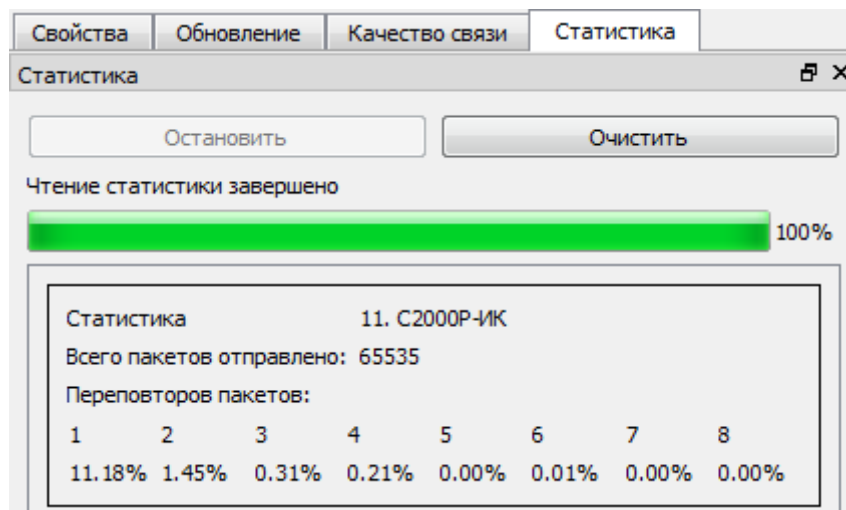 Свойства Обновление Качество связи Статистика
Статистика
Остановить Очистить
Чтение статистики завершено
100%
Статистика 11. С2000Р-ИК
Всего пакетов отправлено: 65535
Переповторов пакетов:
1 2 3 4 5 6 7 8
11.18% 1.45% 0.31% 0.21% 0.00% 0.01% 0.00% 0.00%